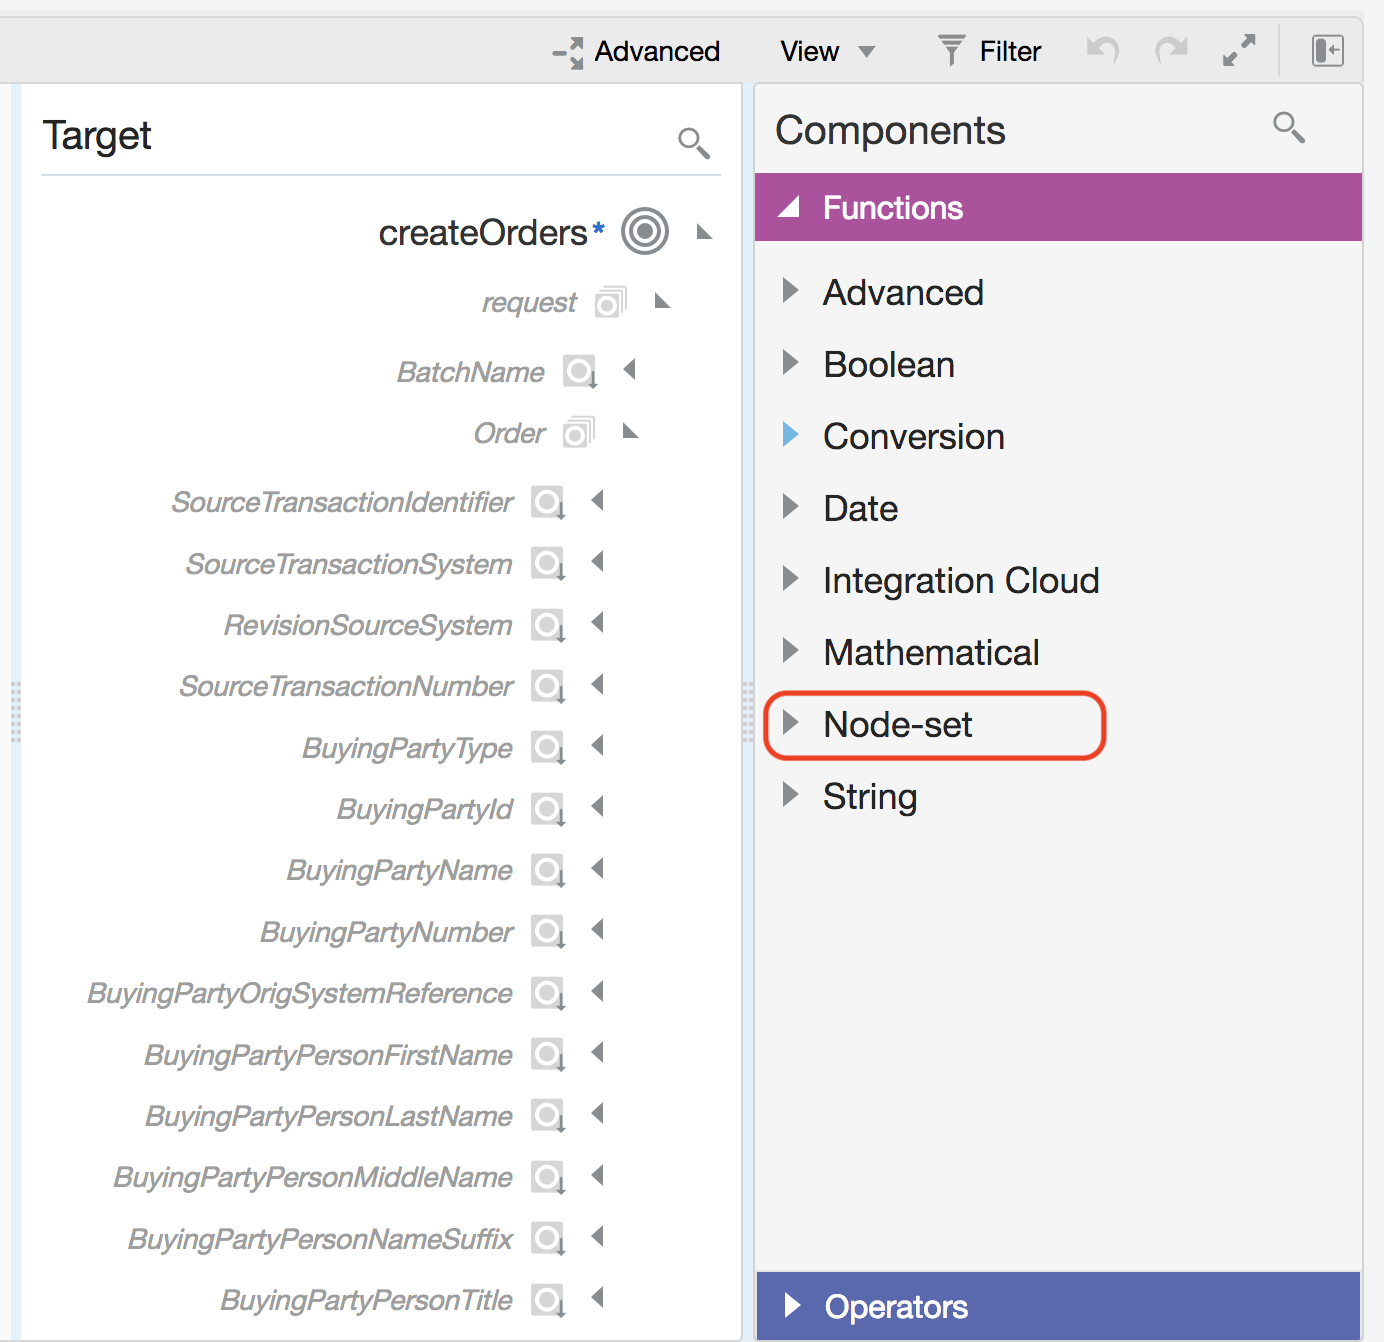 Advanced View Filter
Target
createOrders*
request
BatchName
Order
SourceTransactionIdentifier
SourceTransactionSystem
RevisionSourceSystem
SourceTransactionNumber
BuyingPartyType
BuyingPartyId
BuyingPartyName
BuyingPartyNumber
BuyingPartyOrigSystemReference
BuyingPartyPersonFirstName
BuyingPartyPersonLastName
BuyingPartyPersonMiddleName
BuyingPartyPersonNameSuffix
BuyingPartyPersonTitle
Components
Functions
Advanced
Boolean
Conversion
Date
Integration Cloud
Mathematical
Node-set
String
Operators